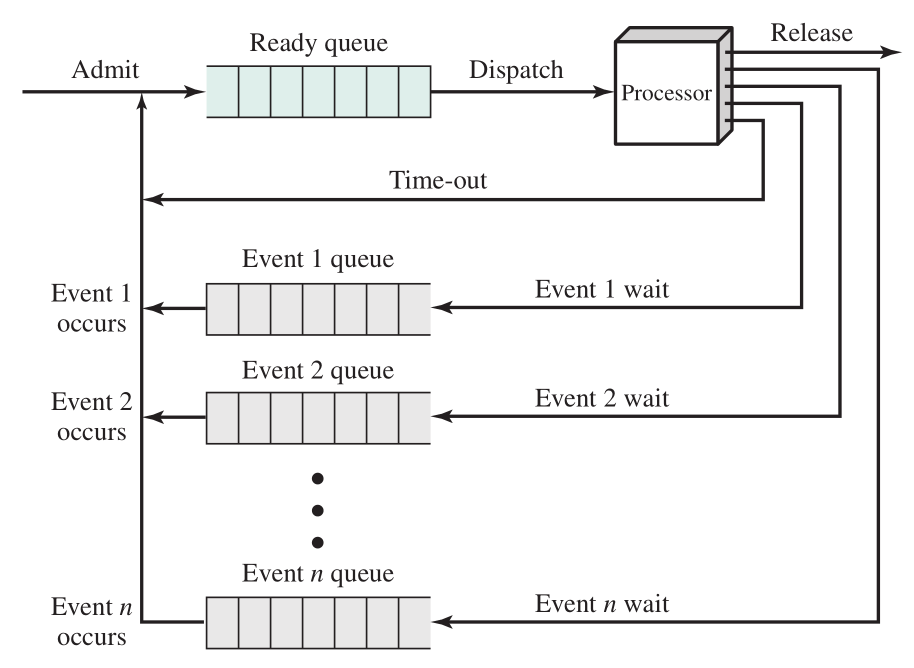 Release
Ready queue
Admit
Dispatch
Processor
Time-out
Event 1 queue
Event 1
occurs
Event 1 wait
Event 2 queue
Event 2
occurs
Event 2 wait
Event n queue
Event n
occurs
Event n wait